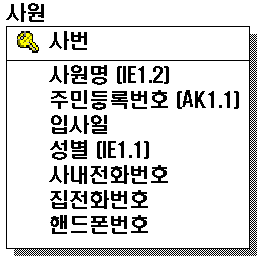 사원
사번
사원명 (IE1.2)
주민등록번호 (AK1.1)
입사일
성별 (IE1.1)
사내전화번호
집전화번호
핸드폰번호